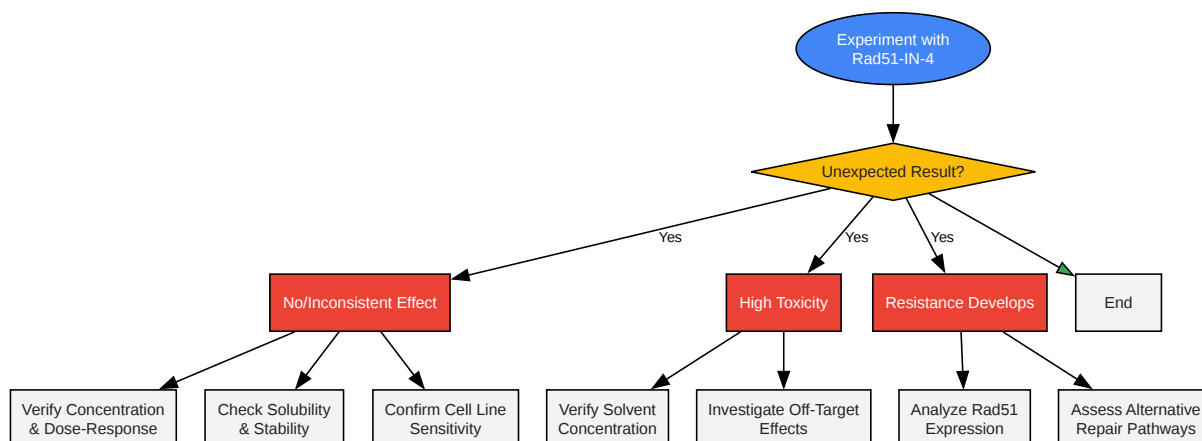 Experiment with
Rad51-IN-4
Unexpected Result?
Yes
Yes
Yes
No/Inconsistent Effect
High Toxicity
Resistance Develops
End
Verify Concentration
& Dose-Response
Check Solubility
& Stability
Confirm Cell Line
Sensitivity
Verify Solvent
Concentration
Investigate Off-Target
Effects
Analyze Rad51
Expression
Assess Alternative
Repair Pathways